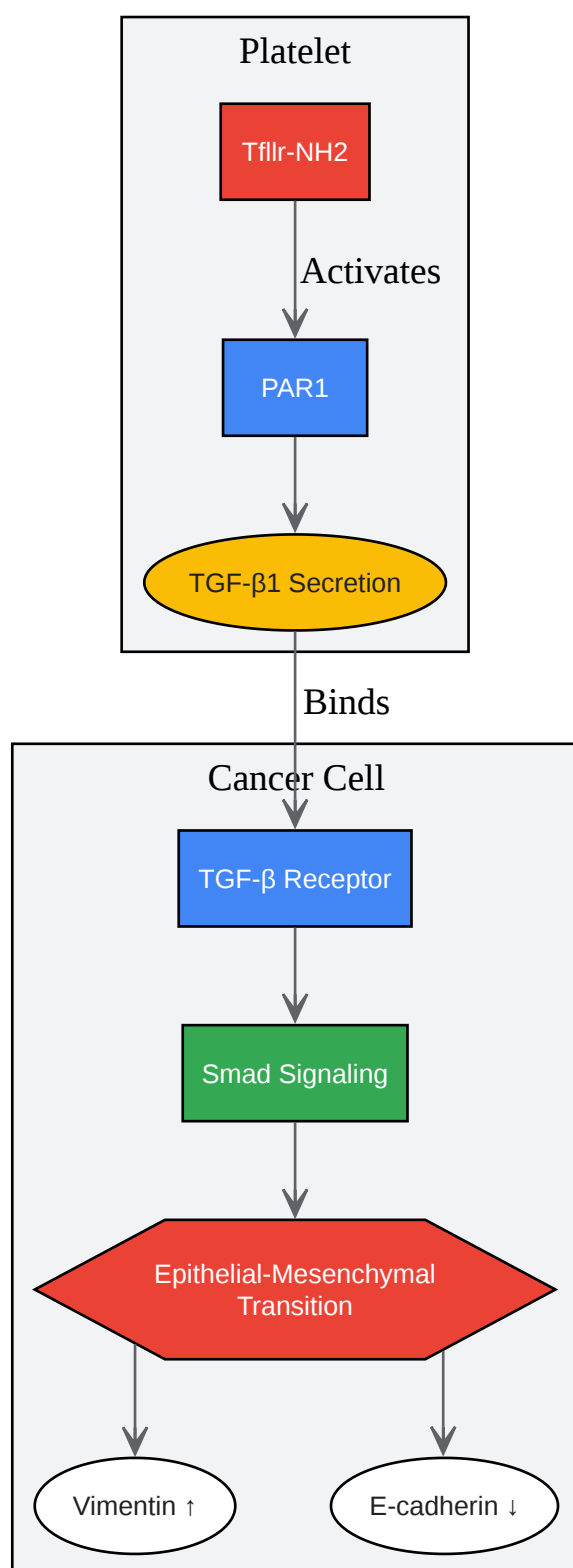 Platelet
Tfllr-NH2
Activates
PAR1
TGF-β1 Secretion
Binds
Cancer Cell
TGF-β Receptor
Smad Signaling
Epithelial-Mesenchymal
Transition
Vimentin ↑
E-cadherin ↓